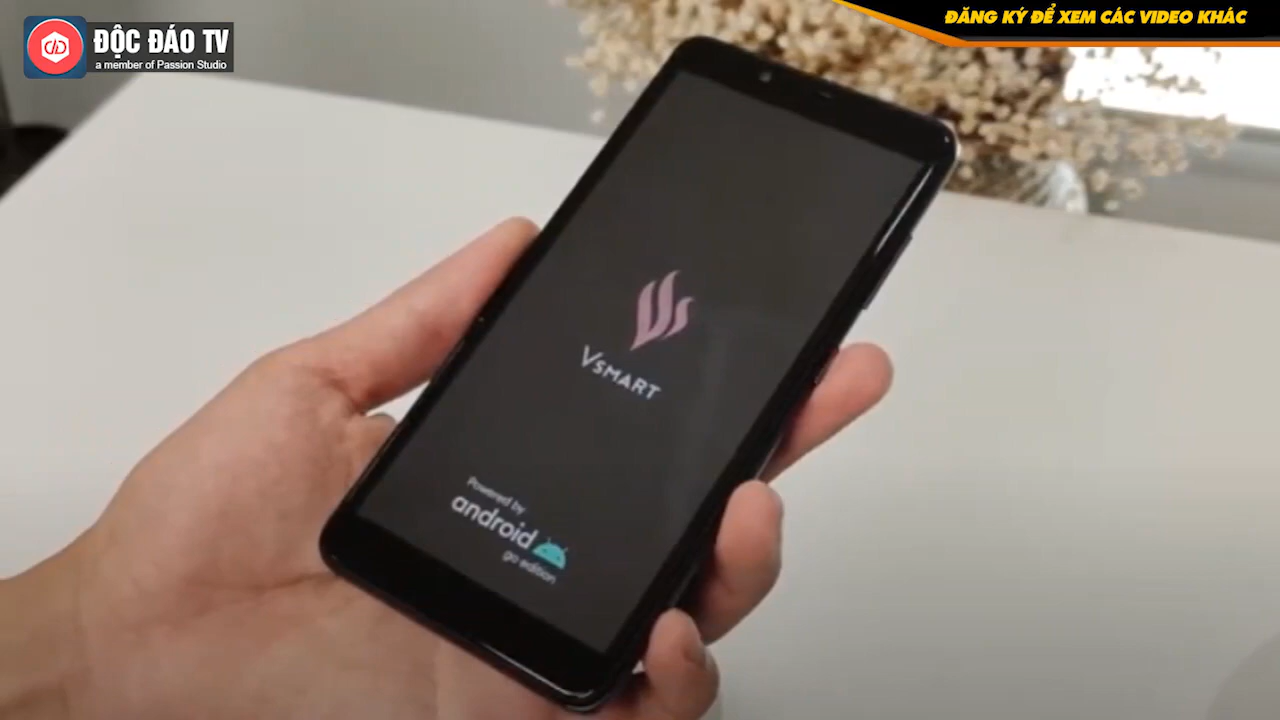 ĐỘC ĐÁO TV
a member of Passion Studio
ĐĂNG KÝ ĐỂ XEM CÁC VIDEO KHÁC
VSMART
Powered by
android
go edition